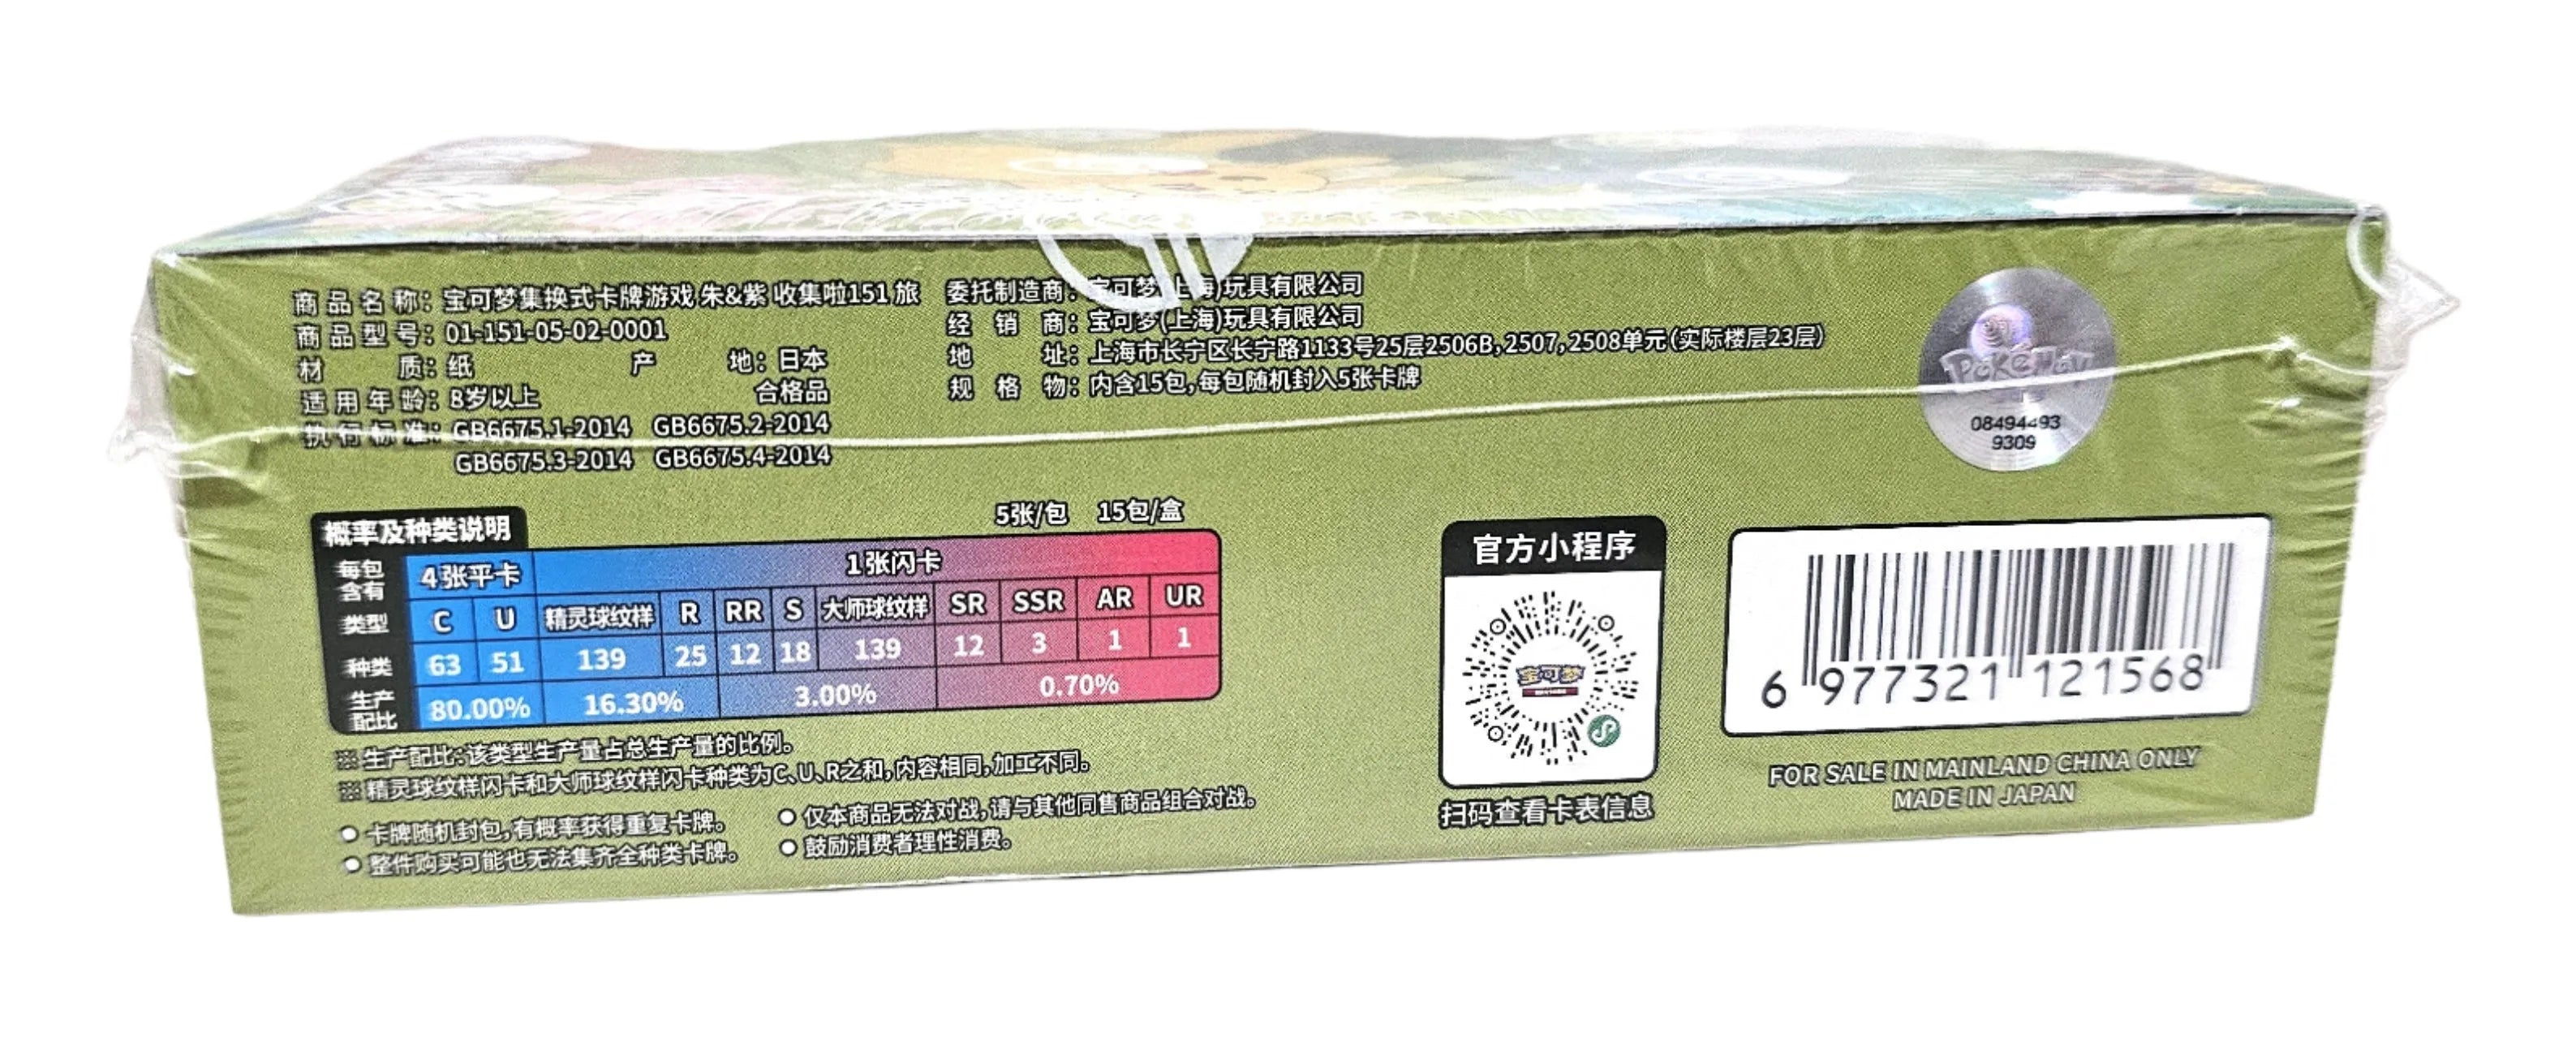 商品名称：宝可梦集换式卡牌游戏 朱&紫 收集啦151 旅
商品型号：01-151-05-02-0001
材质：纸 产地：日本
适用年龄：8岁以上 合格品
执行标准：GB6675.1-2014 GB6675.2-2014
GB6675.3-2014 GB6675.4-2014
委托制造商：宝可梦(上海)玩具有限公司
经销商：宝可梦(上海)玩具有限公司
地址：上海市长宁区长宁路1133号25层2506B,2507,2508单元(实际楼层23层)
规格物：内含15包,每包随机封入5张卡牌
Pokémon
08494493
9309
5张/包 15包/盒
概率及种类说明
每包含有 4张平卡 1张闪卡
类型 C U 精灵球纹样 R RR S 大师球纹样 SR SSR AR UR
种类 63 51 139 25 12 18 139 12 3 1 1
生产配比 80.00% 16.30% 3.00% 0.70%
※生产配比:该类型生产量占总生产量的比例。
※精灵球纹样闪卡和大师球纹样闪卡种类为C、U、R之和,内容相同,加工不同。
●卡牌随机封包,有概率获得重复卡牌。
●整件购买可能也无法集齐全种类卡牌。
●仅本商品无法对战,请与其他同售商品组合对战。
●鼓励消费者理性消费。
官方小程序
宝可梦
扫码查看卡表信息
6 977321 121568
FOR SALE IN MAINLAND CHINA ONLY
MADE IN JAPAN